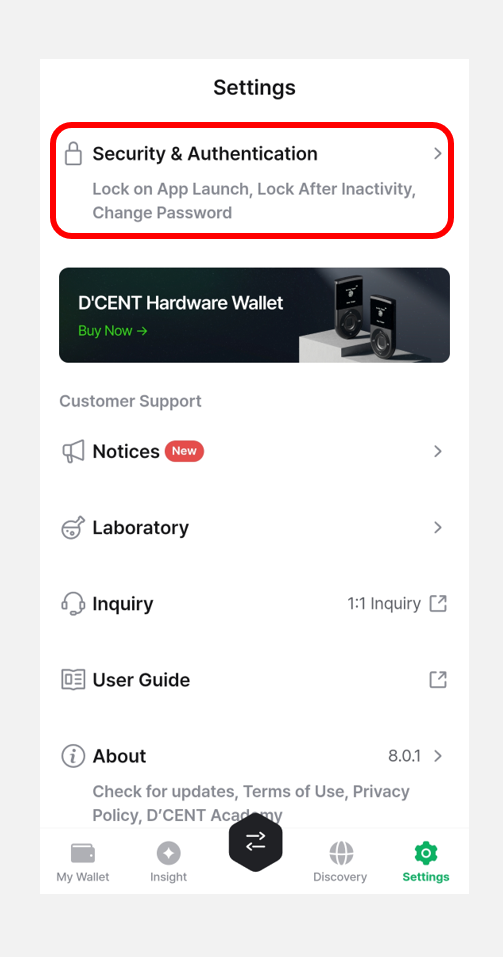 Settings
Security & Authentication
Lock on App Launch, Lock After Inactivity,
Change Password
D'CENT Hardware Wallet
Buy Now →
Customer Support
Notices New
Laboratory
Inquiry 1:1 Inquiry
User Guide
About 8.0.1
Check for updates, Terms of Use, Privacy
Policy, D’CENT Academy
My Wallet Insight Discovery Settings